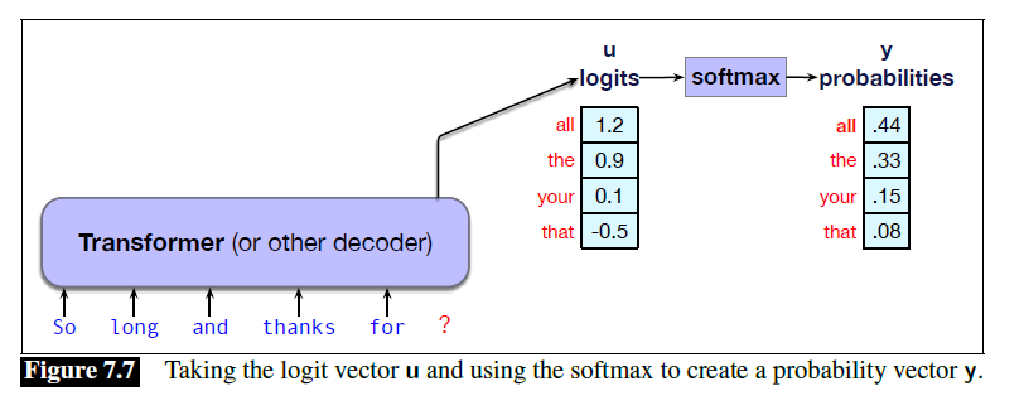 u
logits
softmax
y
probabilities
all 1.2
the 0.9
your 0.1
that -0.5
all .44
the .33
your .15
that .08
Transformer (or other decoder)
So long and thanks for ?
Figure 7.7 Taking the logit vector u and using the softmax to create a probability vector y.